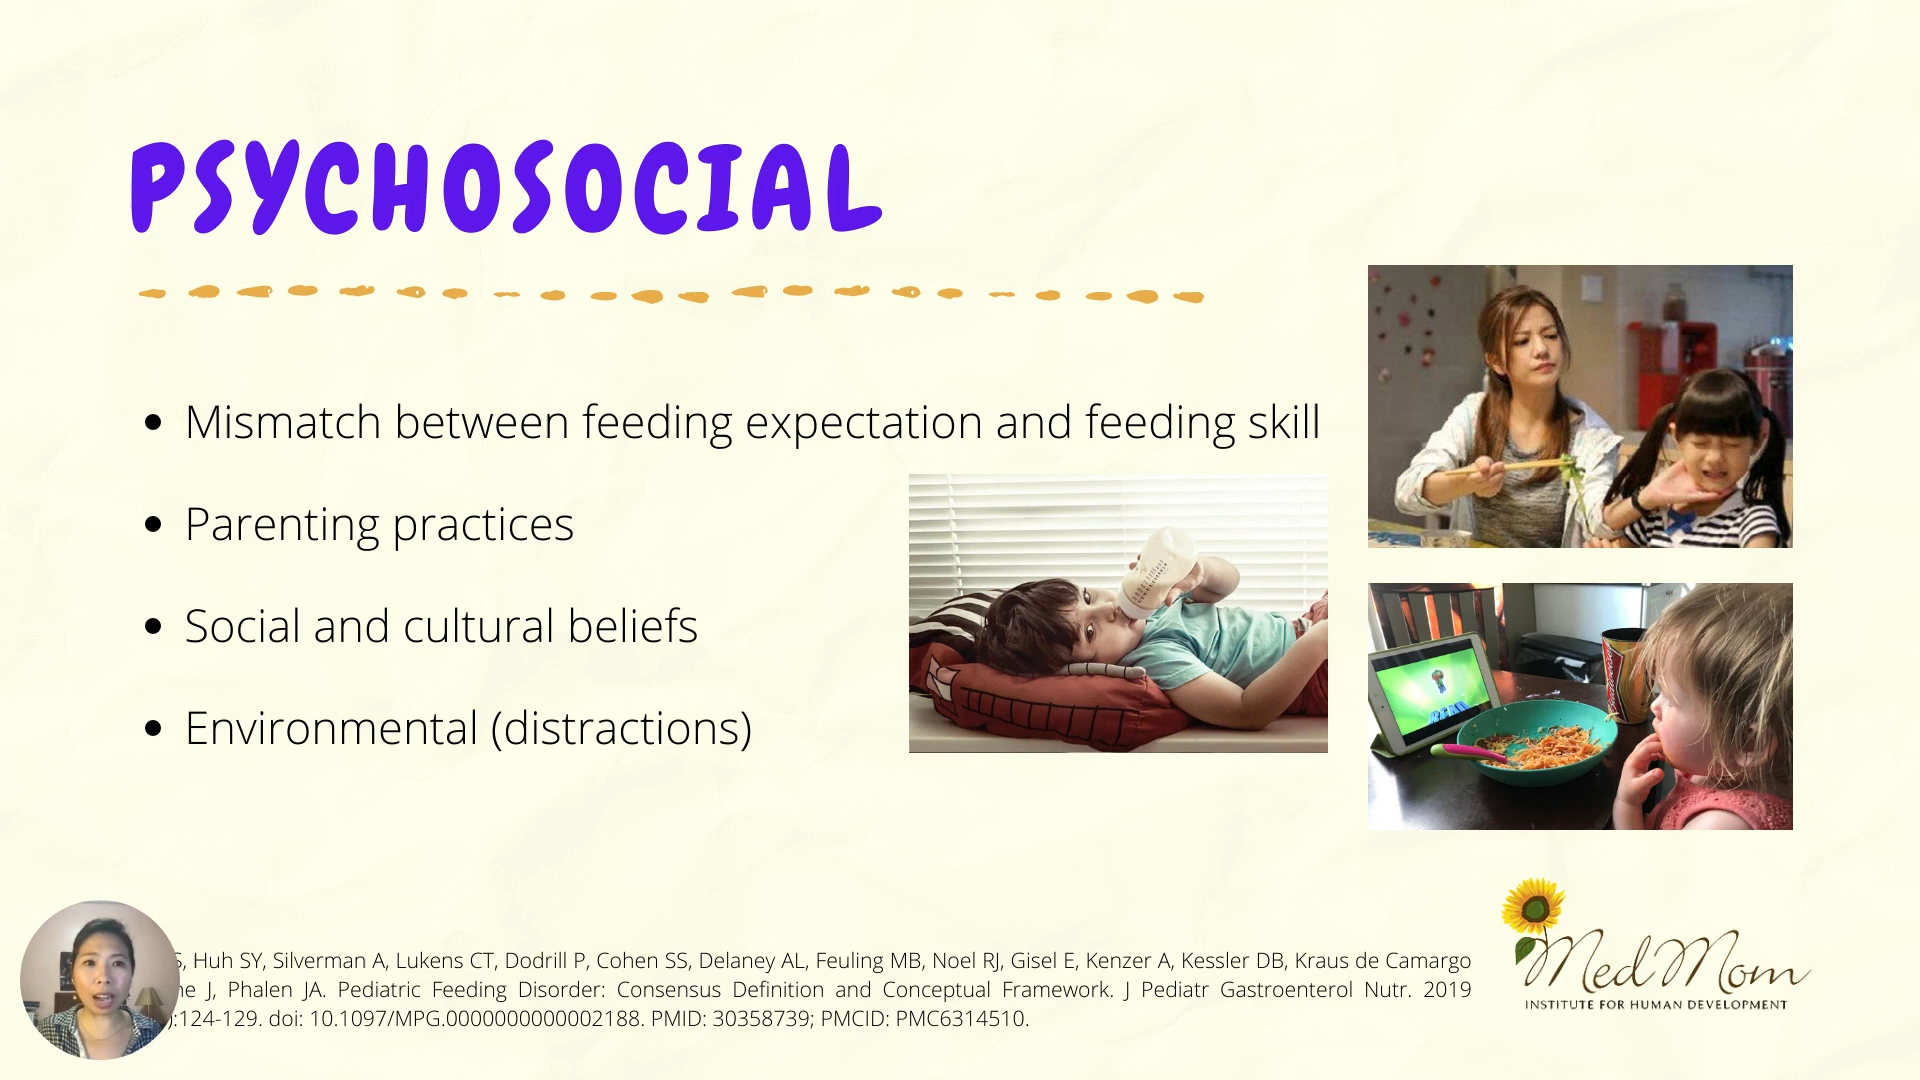 PSYCHOSOCIAL
• Mismatch between feeding expectation and feeding skill
• Parenting practices
• Social and cultural beliefs
• Environmental (distractions)
S, Huh SY, Silverman A, Lukens CT, Dodrill P, Cohen SS, Delaney AL, Feuling MB, Noel RJ, Gisel E, Kenzer A, Kessler DB, Kraus de Camargo
J, Phalen JA. Pediatric Feeding Disorder: Consensus Definition and Conceptual Framework. J Pediatr Gastroenterol Nutr. 2019
):124-129. doi: 10.1097/MPG.0000000000002188. PMID: 30358739; PMCID: PMC6314510.
Med Mom
INSTITUTE FOR HUMAN DEVELOPMENT